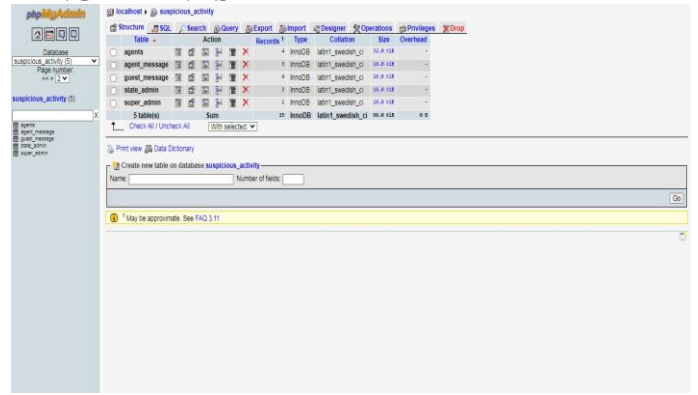 phpMyAdmin
Database
suspicious_activity (5)
Page number:
<< < 2
suspicious_activity (5)
X
agents
agent_message
guest_message
state_admin
super_admin
localhost ▸ suspicious_activity
Structure SQL Search Query Export Import Designer Operations Privileges Drop
Table Action Records 1 Type Collation Size Overhead
agents 4 InnoDB latin1_swedish_ci -
agent_message InnoDB latin1_swedish_ci -
guest_message 4 InnoDB latin1_swedish_ci -
state_admin InnoDB latin1_swedish_ci -
super_admin 1 InnoDB latin1_swedish_ci -
5 table(s) Sum 15 InnoDB latin1_swedish_ci
Check All / Uncheck All With selected:
Print view Data Dictionary
Create new table on database suspicious_activity
Name: Number of fields:
Go
1 May be approximate. See FAQ 3.11